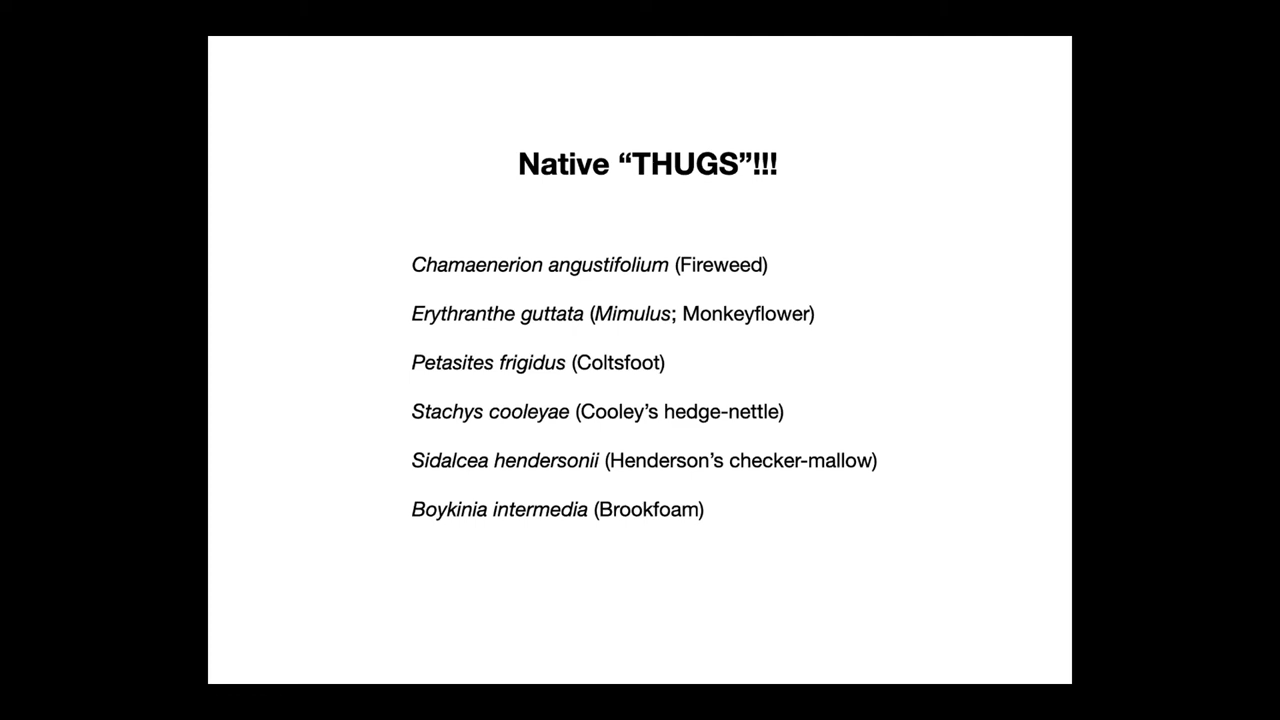 Native “THUGS”!!!
Chamaenerion angustifolium (Fireweed)
Erythranthe guttata (Mimulus; Monkeyflower)
Petasites frigidus (Coltsfoot)
Stachys cooleyae (Cooley’s hedge-nettle)
Sidalcea hendersonii (Henderson’s checker-mallow)
Boykinia intermedia (Brookfoam)